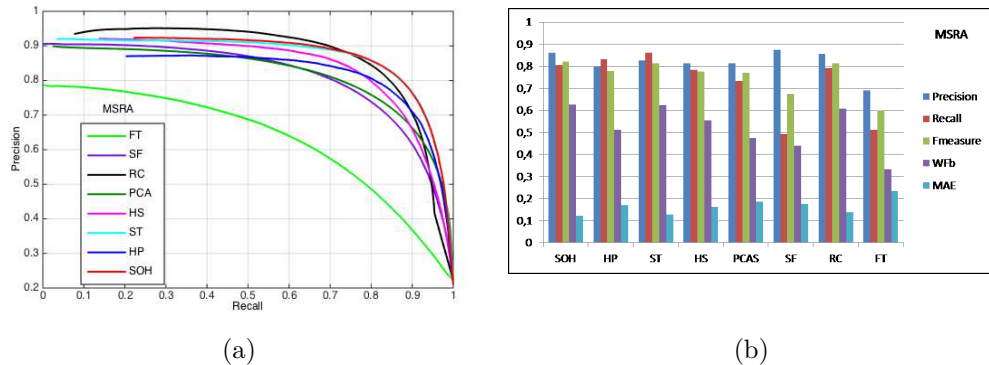 1
0.9
0.8
0.7
0.6
0.5
0.4
0.3
0.2
Precision
MSRA
FT
SF
RC
PCA
HS
ST
HP
SOH
0 0.1 0.2 0.3 0.4 0.5 0.6 0.7 0.8 0.9 1
Recall
(a)
1
0,9
0,8
0,7
0,6
0,5
0,4
0,3
0,2
0,1
0
MSRA
Precision
Recall
Fmeasure
WFb
MAE
SOH HP ST HS PCAS SF RC FT
(b)